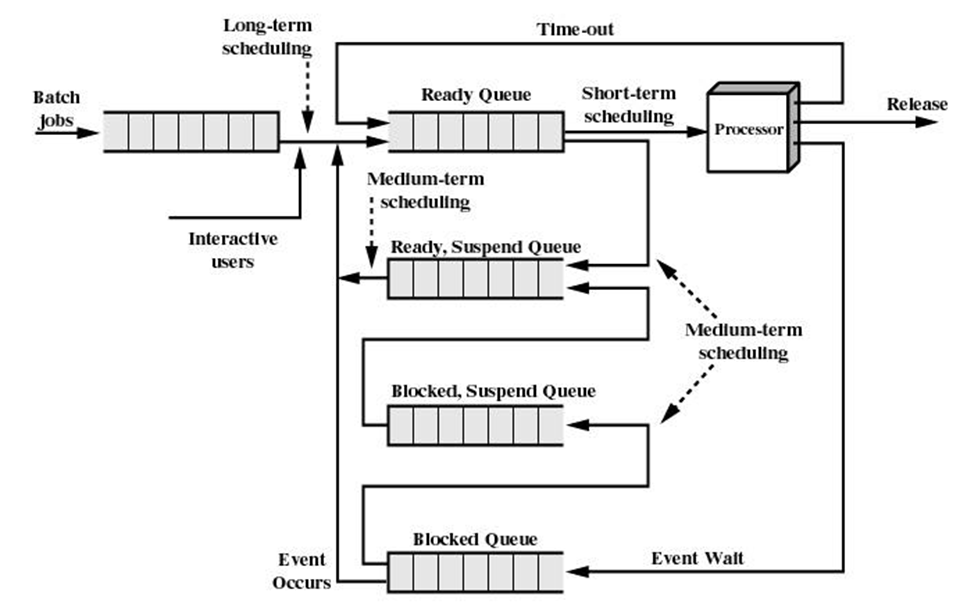 Long-term
scheduling
Time-out
Batch
jobs
Ready Queue
Short-term
scheduling
Processor
Release
Medium-term
scheduling
Interactive
users
Ready, Suspend Queue
Medium-term
scheduling
Blocked, Suspend Queue
Blocked Queue
Event
Occurs
Event Wait